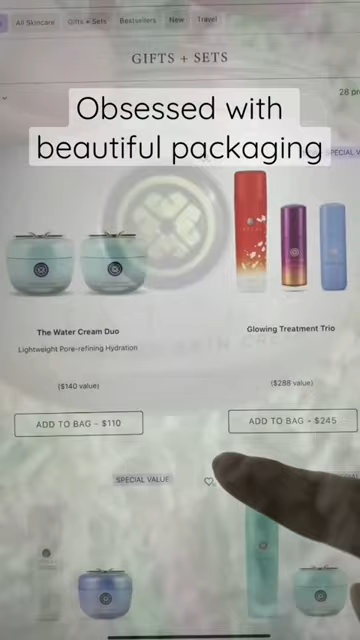 All Skincare
Gifts + Sets
Bestsellers
New
Travel
GIFTS + SETS
28
Obsessed with
beautiful packaging
SPECIAL
The Water Cream Duo
Glowing Treatment Trio
Lightweight Pore-refining Hydration
($140 value)
($288 value)
ADD TO BAG - $110
ADD TO BAG - $245
SPECIAL VALUE